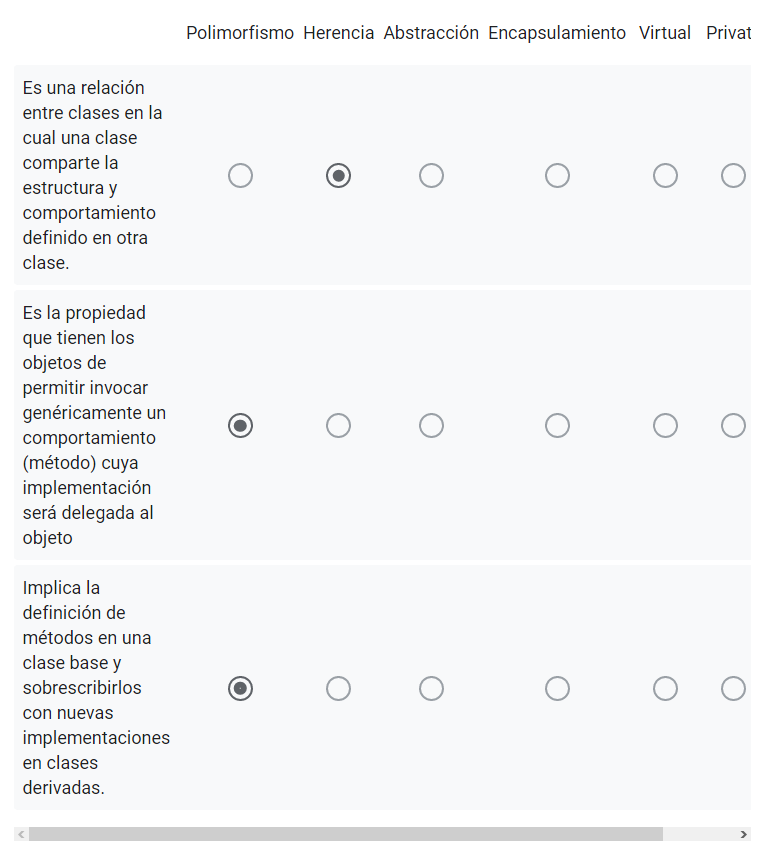 Polimorfismo Herencia Abstracción Encapsulamiento Virtual Privat
Es una relación
entre clases en la
cual una clase
comparte la
estructura y
comportamiento
definido en otra
clase.
Es la propiedad
que tienen los
objetos de
permitir invocar
genéricamente un
comportamiento
(método) cuya
implementación
será delegada al
objeto
Implica la
definición de
métodos en una
clase base y
sobrescribirlos
con nuevas
implementaciones
en clases
derivadas.